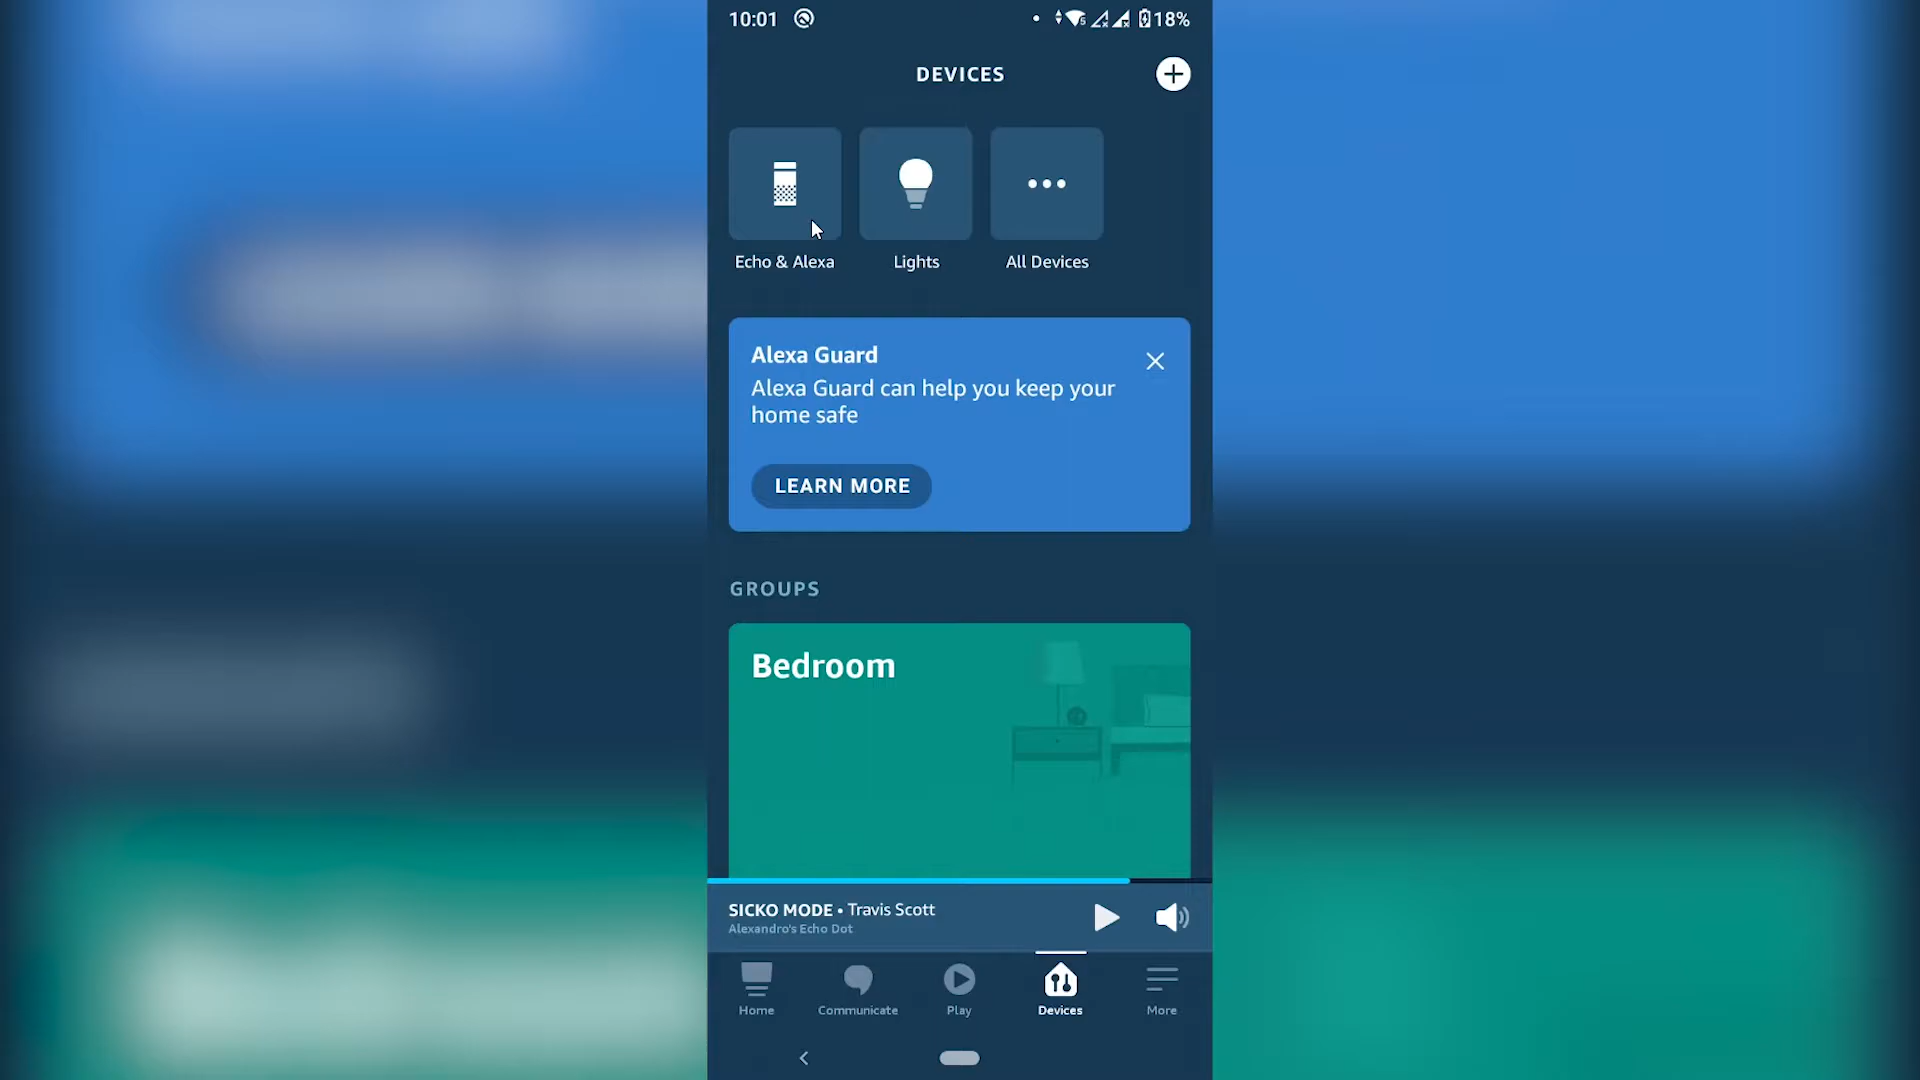 10:01
18%
DEVICES
Echo & Alexa
Lights
All Devices
Alexa Guard
Alexa Guard can help you keep your
home safe
LEARN MORE
GROUPS
Bedroom
SICKO MODE • Travis Scott
Alexandro's Echo Dot
Home
Communicate
Play
Devices
More